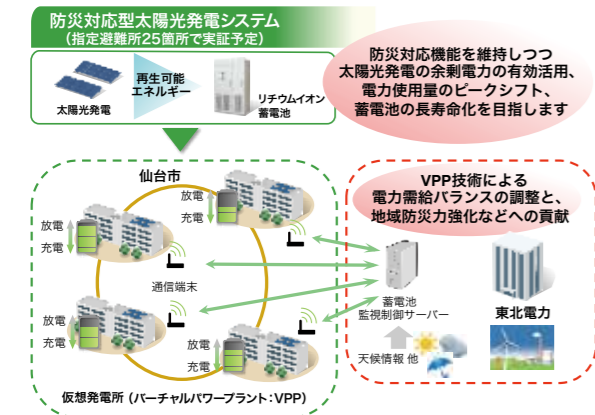 防災対応型太陽光発電システム
（指定避難所25箇所で実証予定）
太陽光発電
再生可能
エネルギー
リチウムイオン
蓄電池
防災対応機能を維持しつつ
太陽光発電の余剰電力の有効活用、
電力使用量のピークシフト、
蓄電池の長寿命化を目指します
仙台市
放電
充電
放電
充電
通信端末
放電
充電
放電
充電
仮想発電所（バーチャルパワープラント：VPP）
VPP技術による
電力需給バランスの調整と、
地域防災力強化などへの貢献
蓄電池
監視制御サーバー
天候情報 他
東北電力